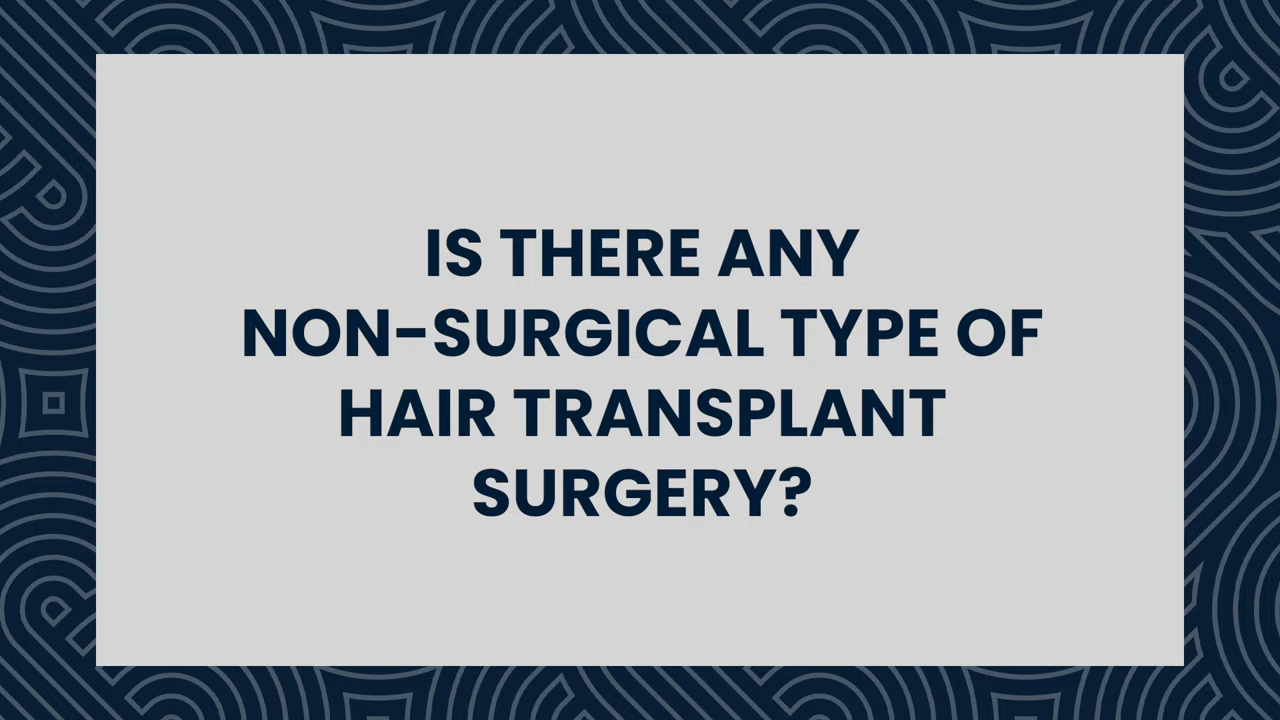 IS THERE ANY
NON-SURGICAL TYPE OF
HAIR TRANSPLANT
SURGERY?